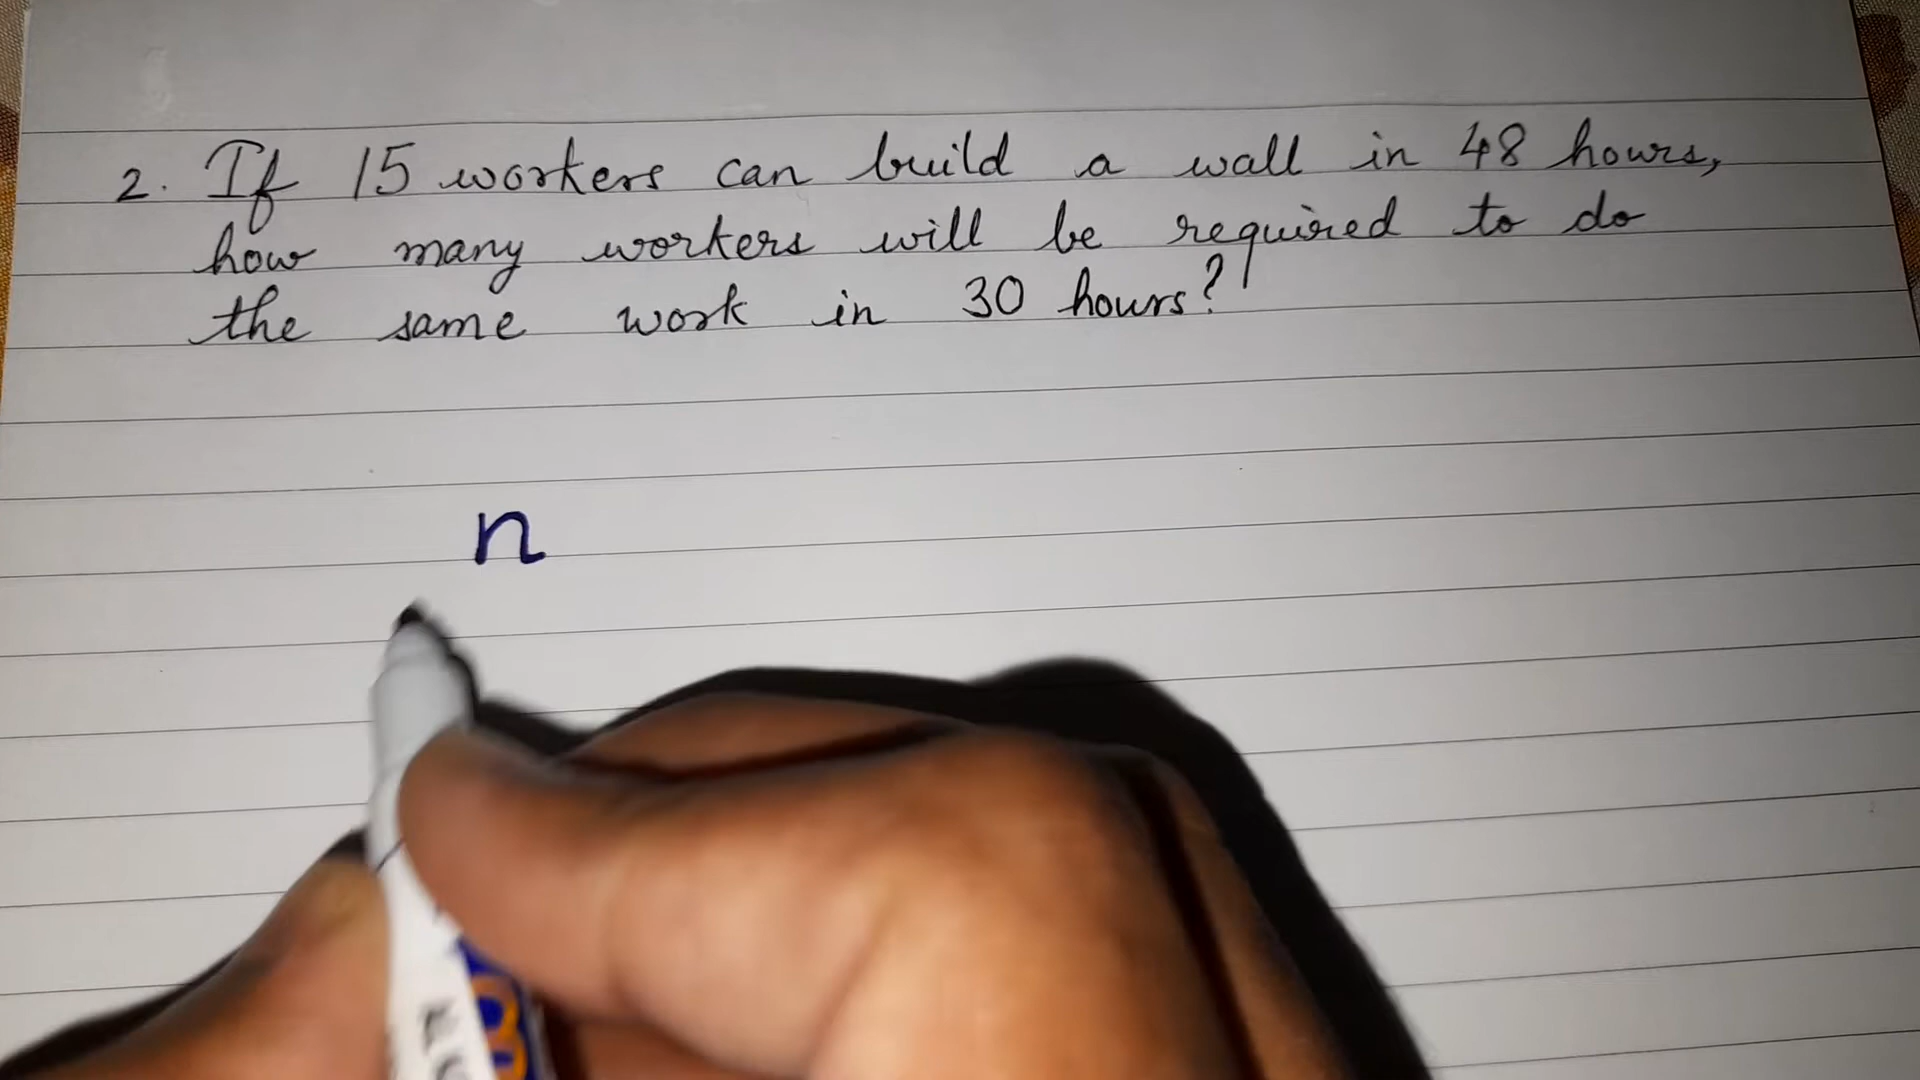 2. If 15 workers can build a wall in 48 hours,
how many workers will be required to do
the same work in 30 hours?
n